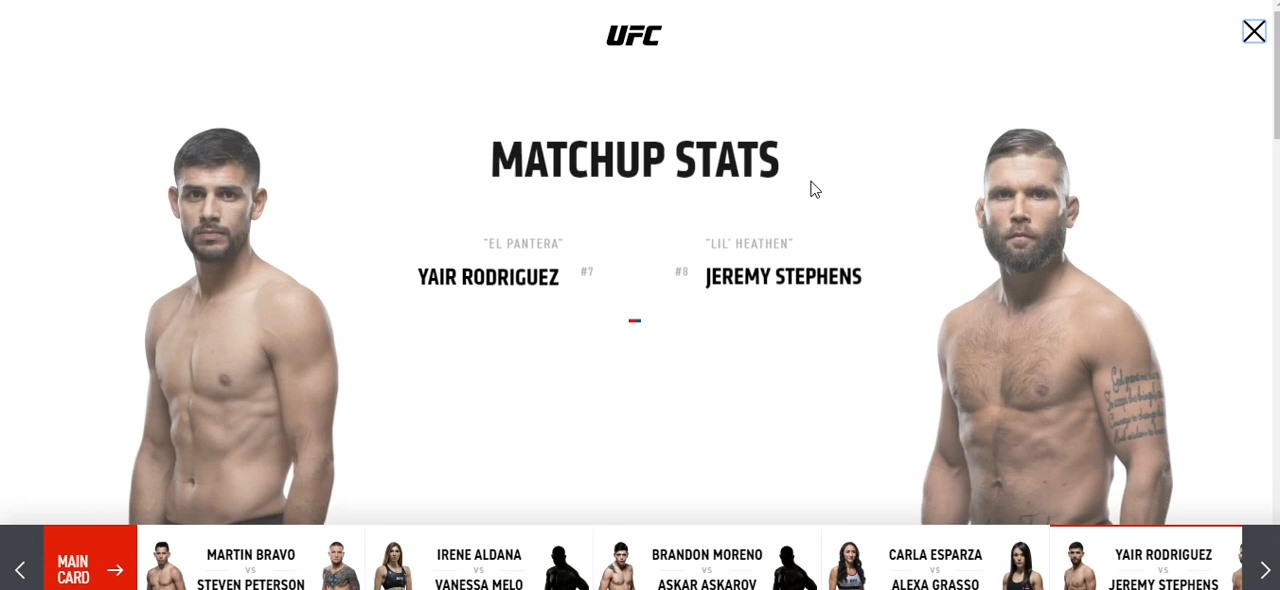 UFC
MATCHUP STATS
"EL PANTERA"
YAIR RODRIGUEZ #7
"LIL' HEATHEN"
#8 JEREMY STEPHENS
MAIN
CARD
MARTIN BRAVO
VS
STEVEN PETERSON
IRENE ALDANA
VS
VANESSA MELO
BRANDON MORENO
VS
ASKAR ASKAROV
CARLA ESPARZA
VS
ALEXA GRASSO
YAIR RODRIGUEZ
VS
JEREMY STEPHENS